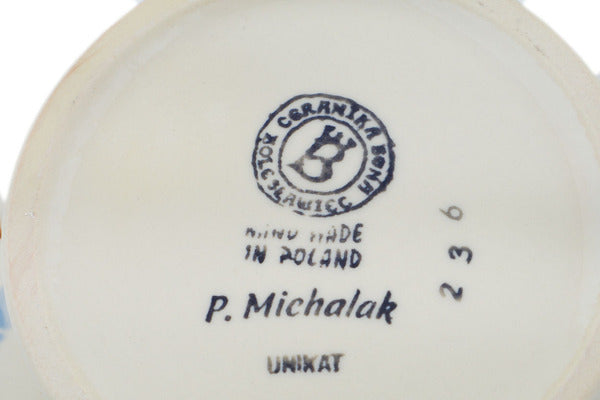 CERAMIKA BONA
BOLESŁAWIEC
B
HAND MADE
IN POLAND
P. Michalak
UNIKAT
236